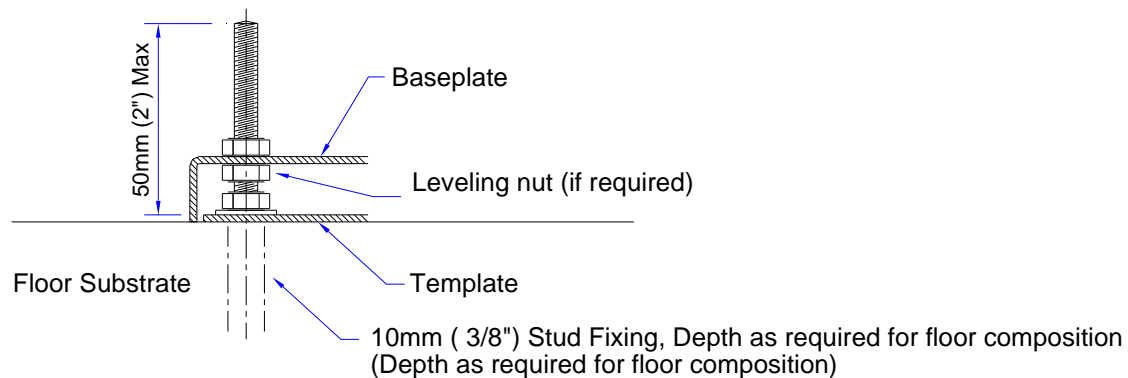 50mm (2") Max
Baseplate
Leveling nut (if required)
Floor Substrate
Template
10mm ( 3/8") Stud Fixing, Depth as required for floor composition
(Depth as required for floor composition)